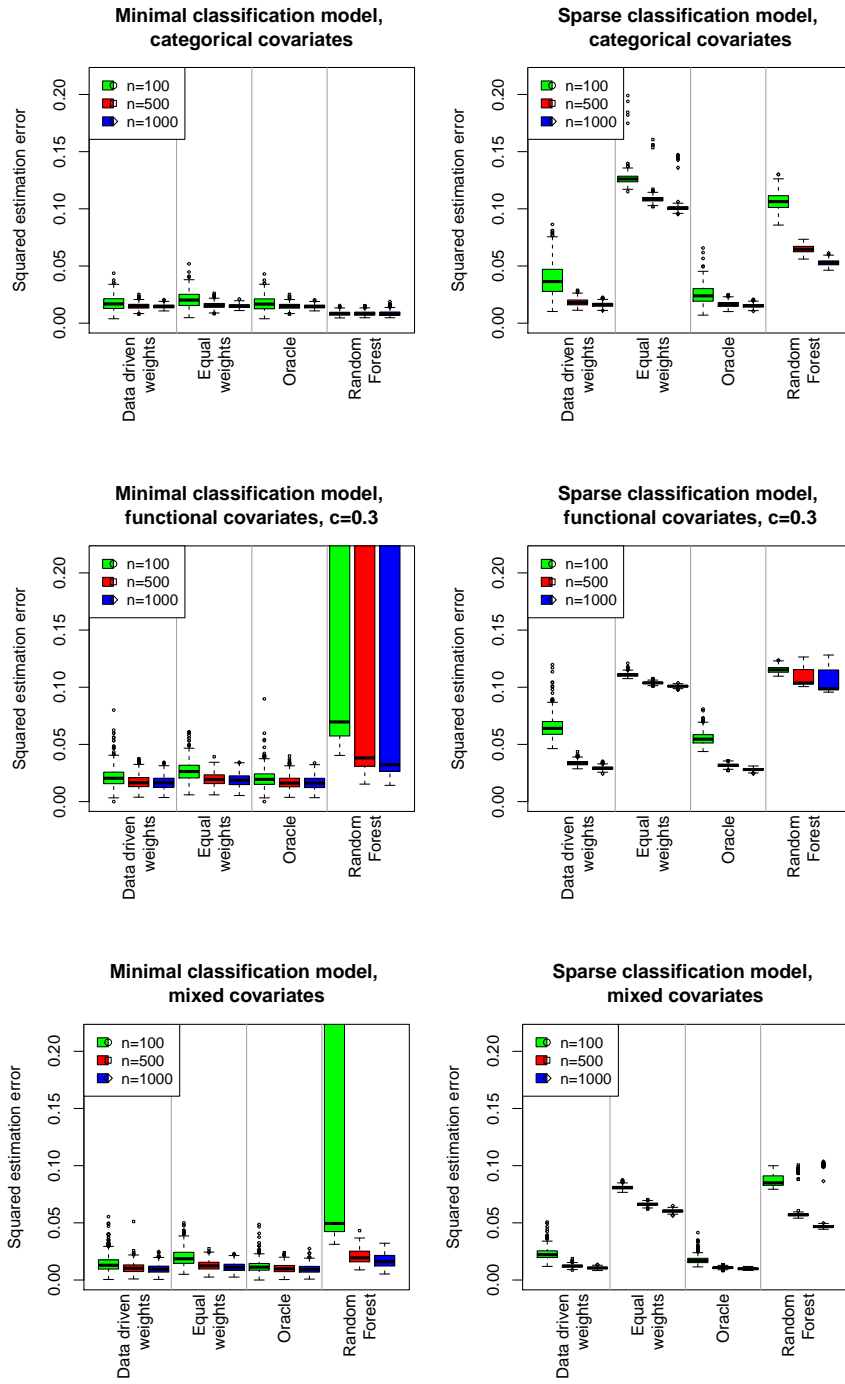 Minimal classification model,
categorical covariates
Squared estimation error
0.00 0.05 0.10 0.15 0.20
n=100
n=500
n=1000
Data driven
weights
Equal
weights
Oracle
Random
Forest
Sparse classification model,
categorical covariates
Squared estimation error
0.00 0.05 0.10 0.15 0.20
n=100
n=500
n=1000
Data driven
weights
Equal
weights
Oracle
Random
Forest
Minimal classification model,
functional covariates, c=0.3
Squared estimation error
0.00 0.05 0.10 0.15 0.20
n=100
n=500
n=1000
Data driven
weights
Equal
weights
Oracle
Random
Forest
Sparse classification model,
functional covariates, c=0.3
Squared estimation error
0.00 0.05 0.10 0.15 0.20
n=100
n=500
n=1000
Data driven
weights
Equal
weights
Oracle
Random
Forest
Minimal classification model,
mixed covariates
Squared estimation error
0.00 0.05 0.10 0.15 0.20
n=100
n=500
n=1000
Data driven
weights
Equal
weights
Oracle
Random
Forest
Sparse classification model,
mixed covariates
Squared estimation error
0.00 0.05 0.10 0.15 0.20
n=100
n=500
n=1000
Data driven
weights
Equal
weights
Oracle
Random
Forest